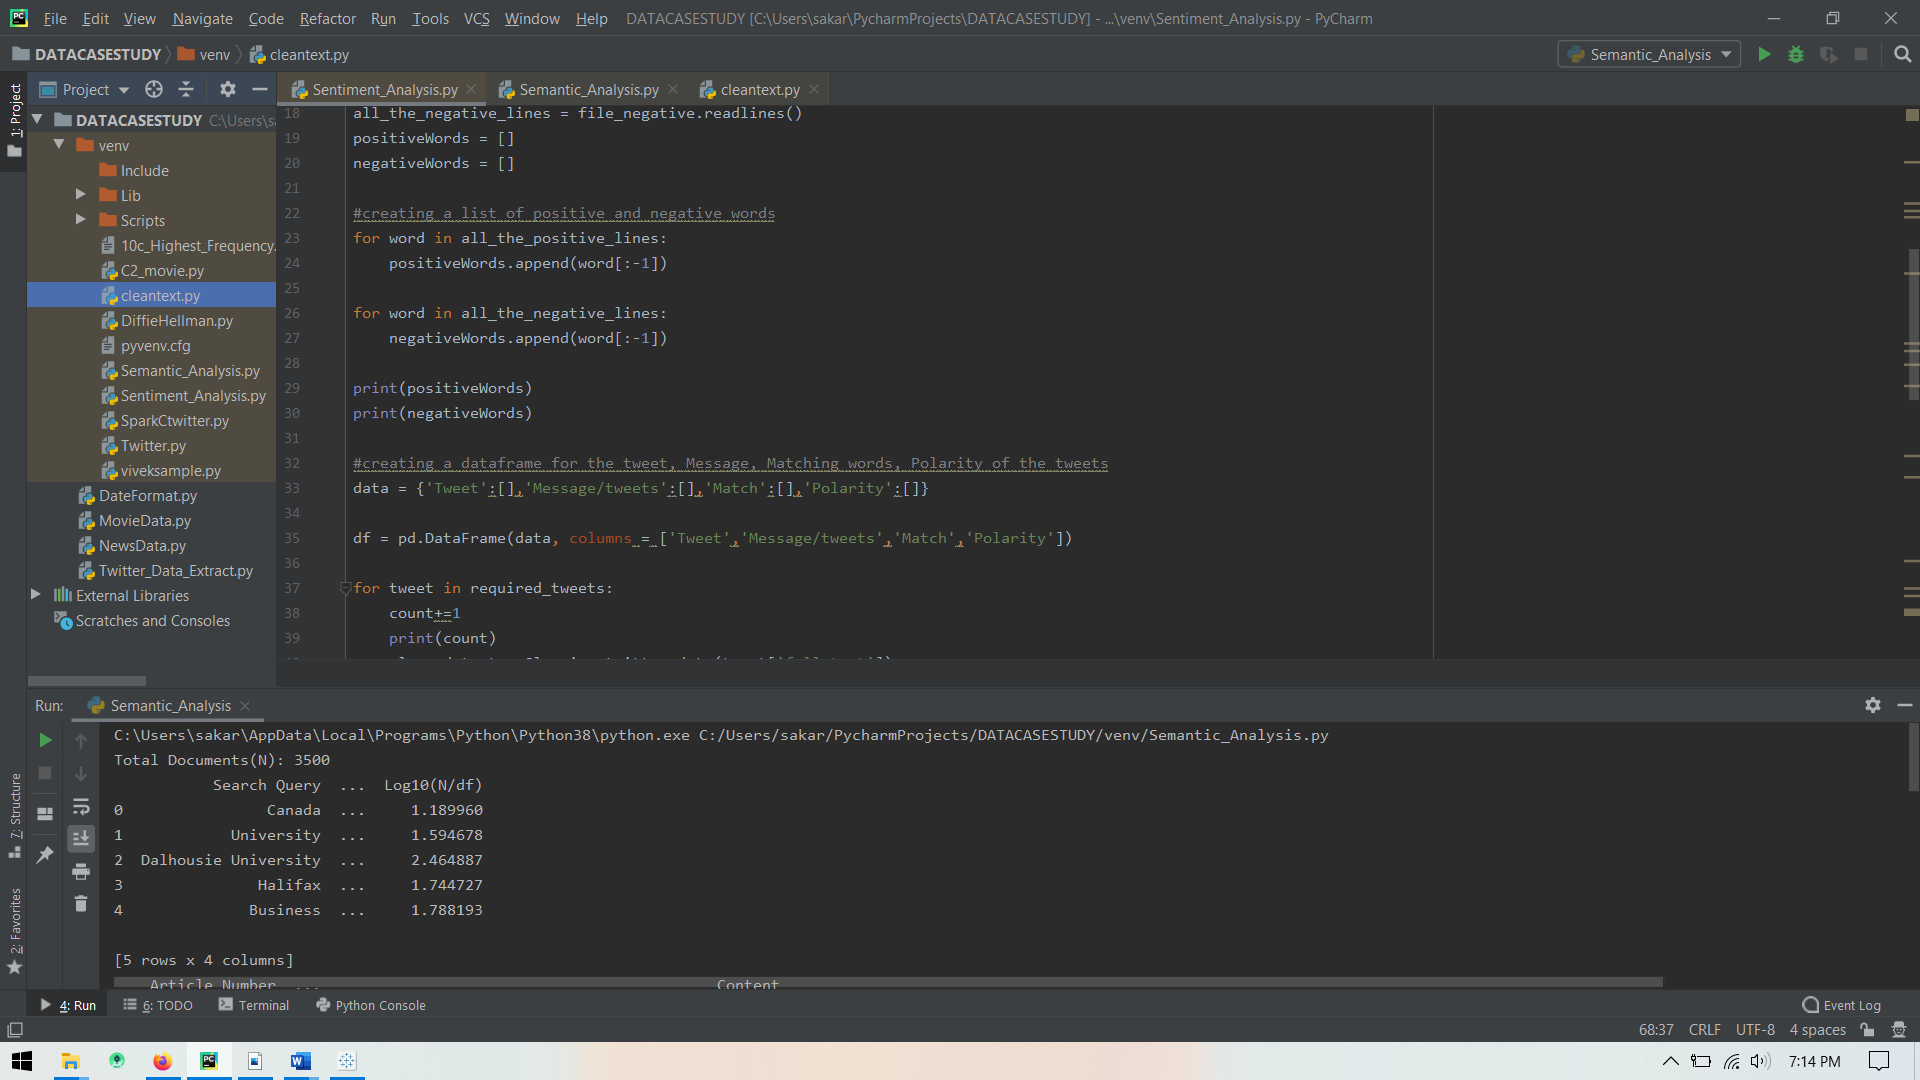 File Edit View Navigate Code Refactor Run Tools VCS Window Help DATACASESTUDY [C:\Users\sakar\PycharmProjects\DATACASESTUDY] - ...\venv\Sentiment_Analysis.py - PyCharm
DATACASESTUDY venv cleantext.py
Semantic_Analysis
Project
Sentiment_Analysis.py Semantic_Analysis.py cleantext.py
1: Project
DATACASESTUDY C:\Users\sa
venv
Include
Lib
Scripts
10c_Highest_Frequency.
C2_movie.py
cleantext.py
DiffieHellman.py
pyvenv.cfg
Semantic_Analysis.py
Sentiment_Analysis.py
SparkCtwitter.py
Twitter.py
viveksample.py
DateFormat.py
MovieData.py
NewsData.py
Twitter_Data_Extract.py
External Libraries
Scratches and Consoles
18 all_the_negative_lines = file_negative.readlines()
19 positiveWords = []
20 negativeWords = []
21
22 #creating a list of positive and negative words
23 for word in all_the_positive_lines:
24 positiveWords.append(word[:-1])
25
26 for word in all_the_negative_lines:
27 negativeWords.append(word[:-1])
28
29 print(positiveWords)
30 print(negativeWords)
31
32 #creating a dataframe for the tweet, Message, Matching words, Polarity of the tweets
33 data = {'Tweet':[],'Message/tweets':[],'Match':[],'Polarity':[]}
34
35 df = pd.DataFrame(data, columns = ['Tweet','Message/tweets','Match','Polarity'])
36
37 for tweet in required_tweets:
38 count+=1
39 print(count)
Run: Semantic_Analysis
C:\Users\sakar\AppData\Local\Programs\Python\Python38\python.exe C:/Users/sakar/PycharmProjects/DATACASESTUDY/venv/Semantic_Analysis.py
Total Documents(N): 3500
Search Query ... Log10(N/df)
0 Canada ... 1.189960
1 University ... 1.594678
2 Dalhousie University ... 2.464887
3 Halifax ... 1.744727
4 Business ... 1.788193
[5 rows x 4 columns]
Article Number ... Content
7: Structure
2: Favorites
4: Run 6: TODO Terminal Python Console Event Log
68:37 CRLF UTF-8 4 spaces
7:14 PM